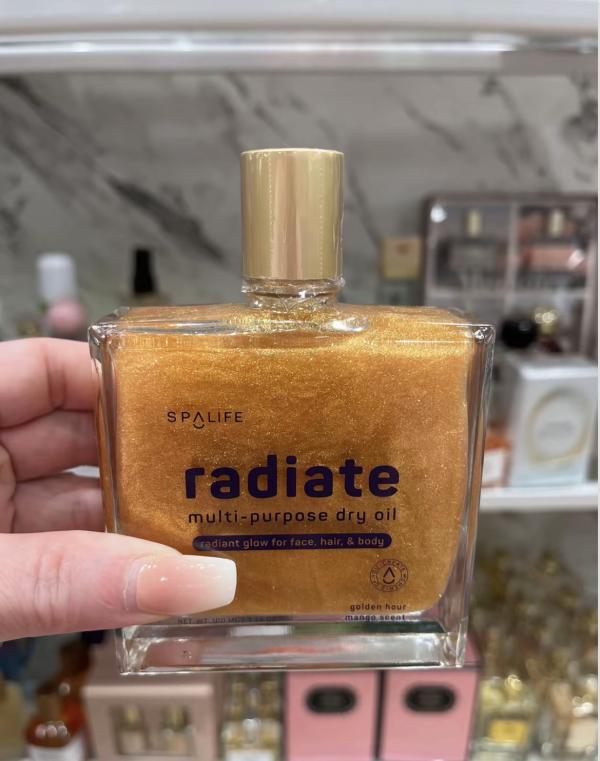 SPALIFE
radiate
multi-purpose dry oil
radiant glow for face, hair, & body
golden hour
mango scent